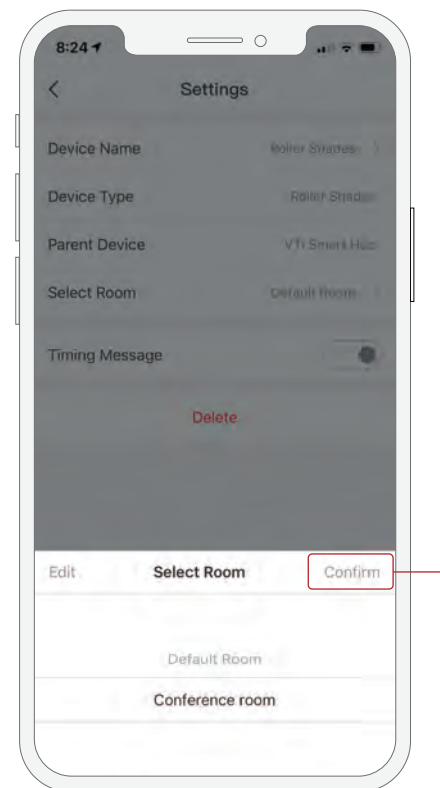 8:24
Settings
Device Name Roller Shades
Device Type Roller Shades
Parent Device VTi Smart Hub
Select Room Default Room
Timing Message
Delete
Edit Select Room Confirm
Default Room
Conference room